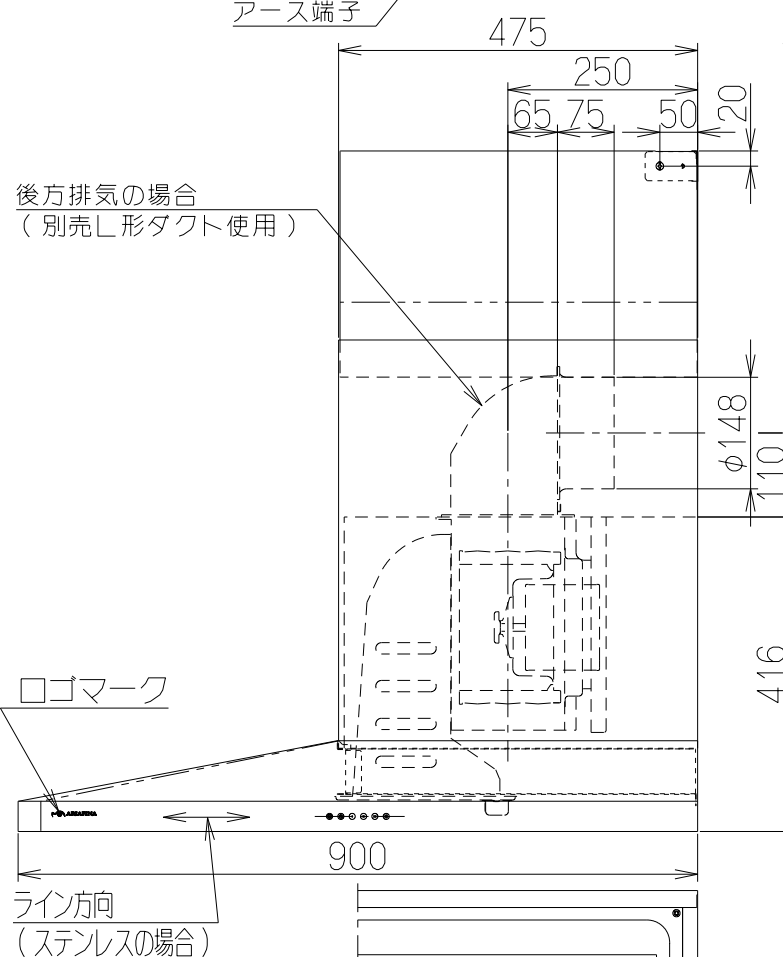 アース端子
475
250
65
75
50
20
後方排気の場合
（別売L形ダクト使用）
φ148
110
416
ロゴマーク
ARIAFINA
900
ライン方向
（ステンレスの場合）